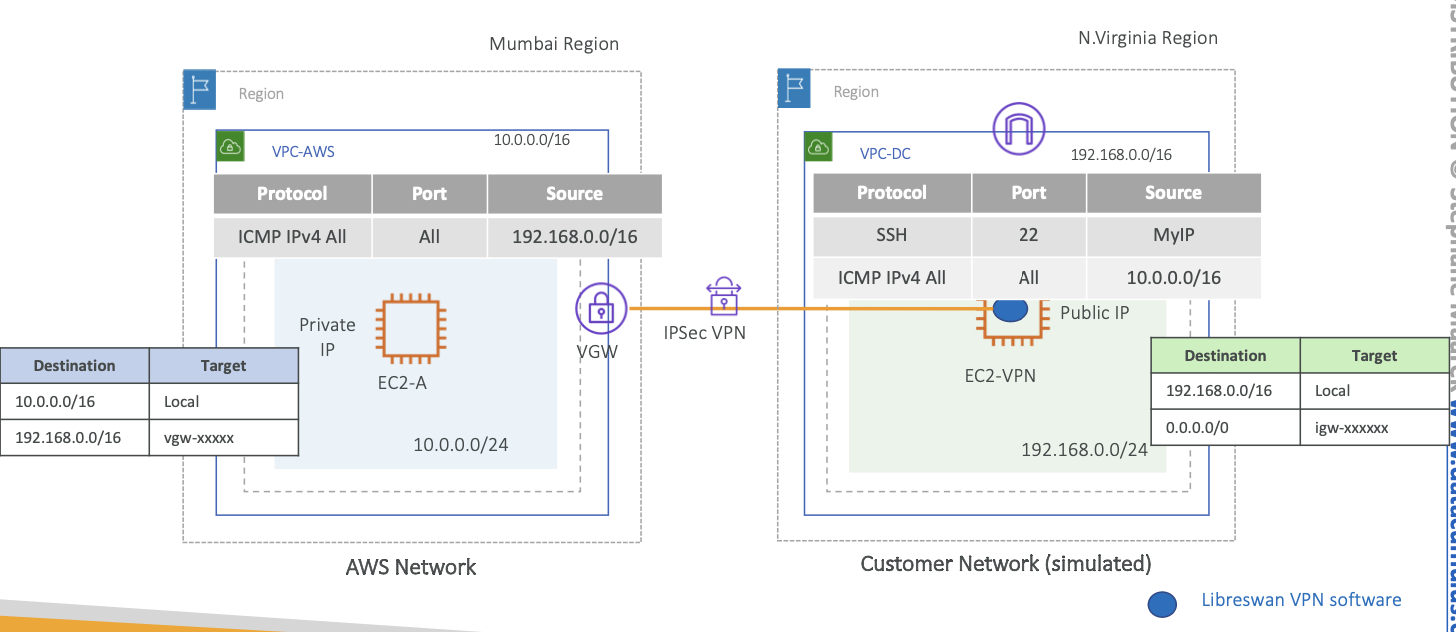 Mumbai Region
N.Virginia Region
Region
Region
10.0.0.0/16
VPC-AWS
VPC-DC
192.168.0.0/16
Protocol Port Source
ICMP IPv4 All All 192.168.0.0/16
Protocol Port Source
SSH 22 MyIP
ICMP IPv4 All All 10.0.0.0/16
Private
IP
EC2-A
VGW
IPSec VPN
Public IP
EC2-VPN
Destination Target
10.0.0.0/16 Local
192.168.0.0/16 vgw-xxxxx
10.0.0.0/24
Destination Target
192.168.0.0/16 Local
0.0.0.0/0 igw-xxxxxx
192.168.0.0/24
AWS Network
Customer Network (simulated)
Libreswan VPN software